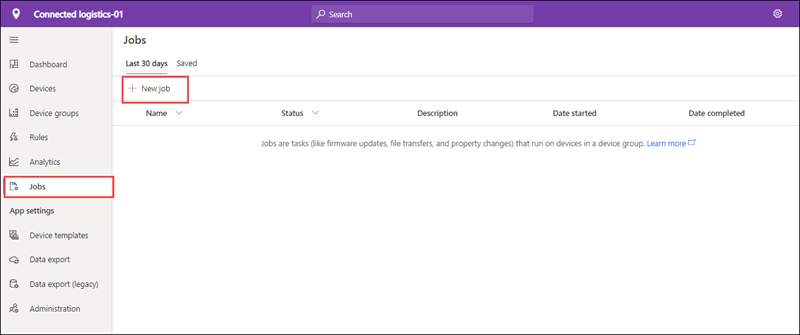 Connected logistics-01
Search
Jobs
Last 30 days Saved
Dashboard
Devices
+ New job
Device groups
Name Status Description Date started Date completed
Rules
Jobs are tasks (like firmware updates, file transfers, and property changes) that run on devices in a device group. Learn more
Analytics
Jobs
App settings
Device templates
Data export
Data export (legacy)
Administration